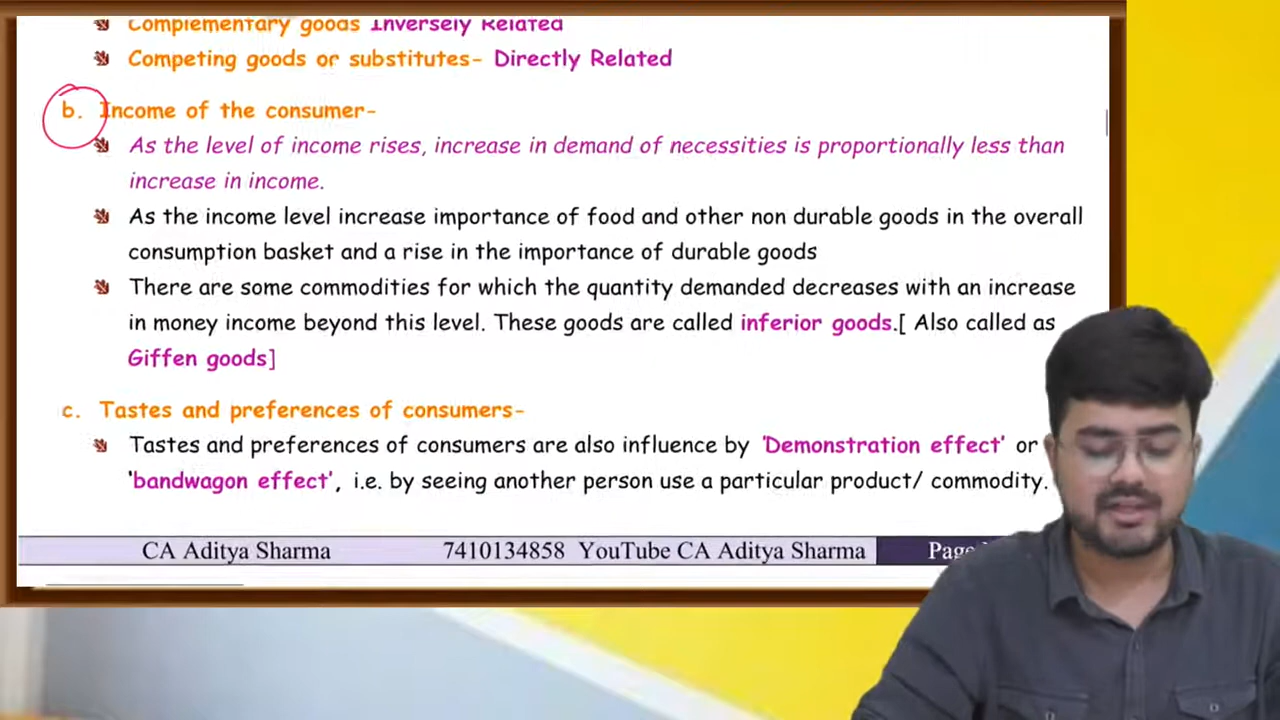 Complementary goods Inversely Related
Competing goods or substitutes- Directly Related
b. Income of the consumer-
As the level of income rises, increase in demand of necessities is proportionally less than
increase in income.
As the income level increase importance of food and other non durable goods in the overall
consumption basket and a rise in the importance of durable goods
There are some commodities for which the quantity demanded decreases with an increase
in money income beyond this level. These goods are called inferior goods.[ Also called as
Giffen goods]
c. Tastes and preferences of consumers-
Tastes and preferences of consumers are also influence by 'Demonstration effect' or
'bandwagon effect', i.e. by seeing another person use a particular product/ commodity.
CA Aditya Sharma 7410134858 YouTube CA Aditya Sharma